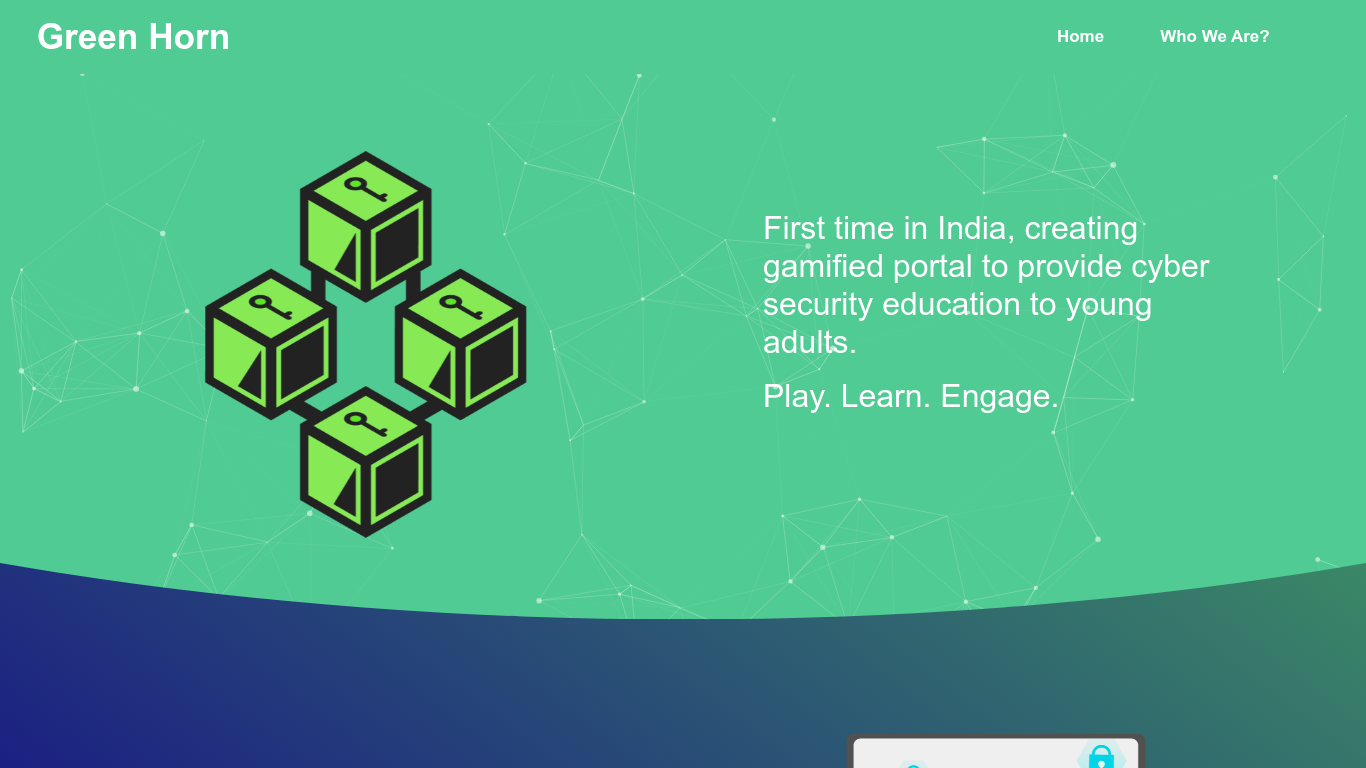 Green Horn
Home
Who We Are?
First time in India, creating
gamified portal to provide cyber
security education to young
adults.
Play. Learn. Engage.